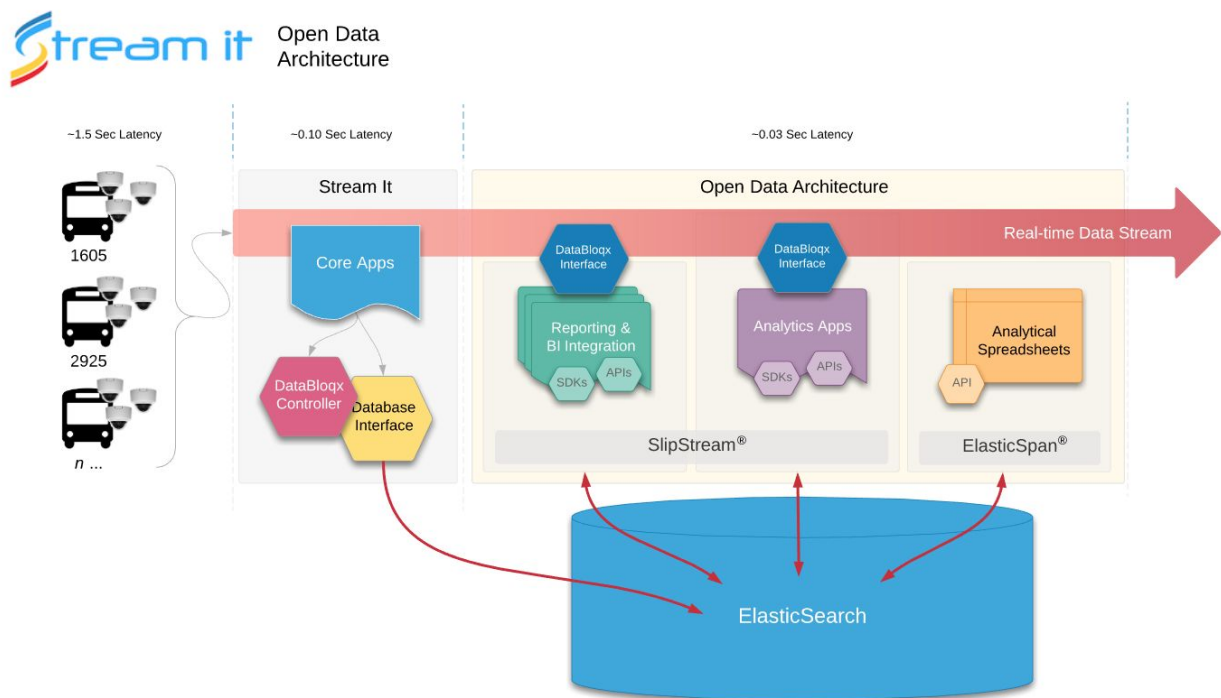 Stream it
Open Data
Architecture
~1.5 Sec Latency
~0.10 Sec Latency
~0.03 Sec Latency
1605
2925
n ...
Stream It
Core Apps
DataBloqx
Controller
Database
Interface
Open Data Architecture
Real-time Data Stream
DataBloqx
Interface
Reporting &
BI Integration
SDKs
APIs
DataBloqx
Interface
Analytics Apps
SDKs
APIs
Analytical
Spreadsheets
API
SlipStream®
ElasticSpan®
ElasticSearch